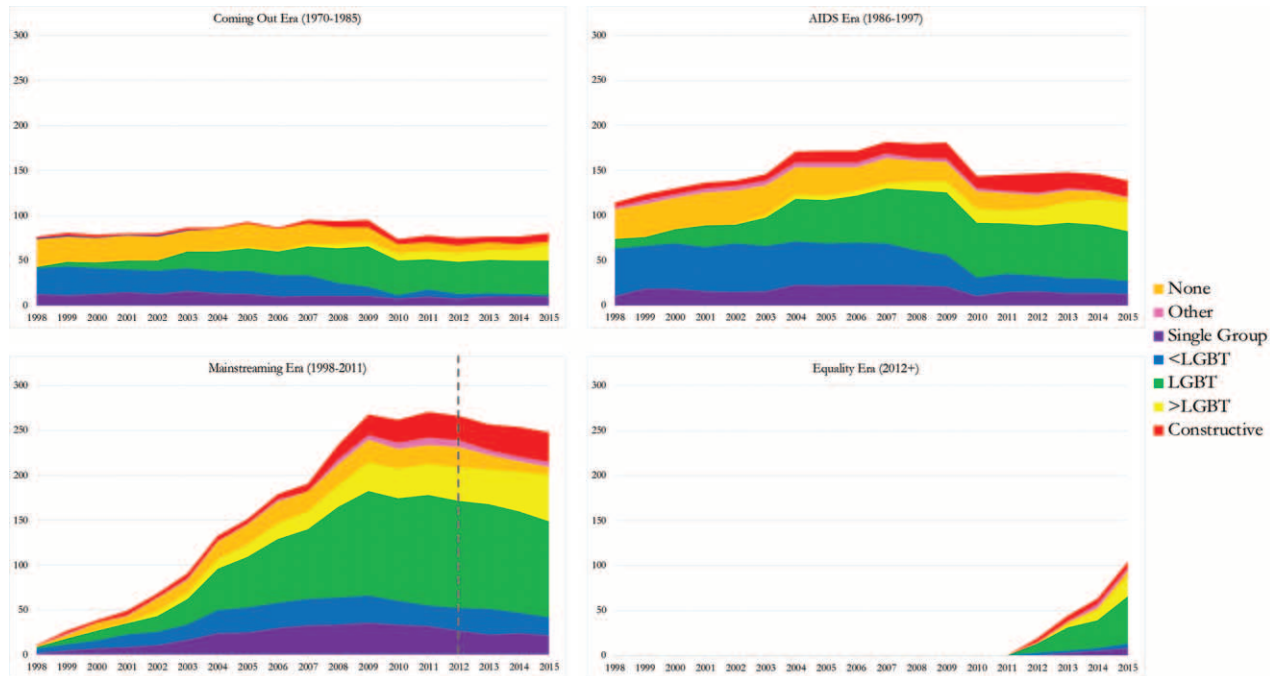 Coming Out Era (1970-1985)
300
250
200
150
100
50
0
1998 1999 2000 2001 2002 2003 2004 2005 2006 2007 2008 2009 2010 2011 2012 2013 2014 2015
AIDS Era (1986-1997)
300
250
200
150
100
50
0
1998 1999 2000 2001 2002 2003 2004 2005 2006 2007 2008 2009 2010 2011 2012 2013 2014 2015
Mainstreaming Era (1998-2011)
300
250
200
150
100
50
0
1998 1999 2000 2001 2002 2003 2004 2005 2006 2007 2008 2009 2010 2011 2012 2013 2014 2015
Equality Era (2012+)
300
250
200
150
100
50
0
1998 1999 2000 2001 2002 2003 2004 2005 2006 2007 2008 2009 2010 2011 2012 2013 2014 2015
None
Other
Single Group
<LGBT
LGBT
>LGBT
Constructive